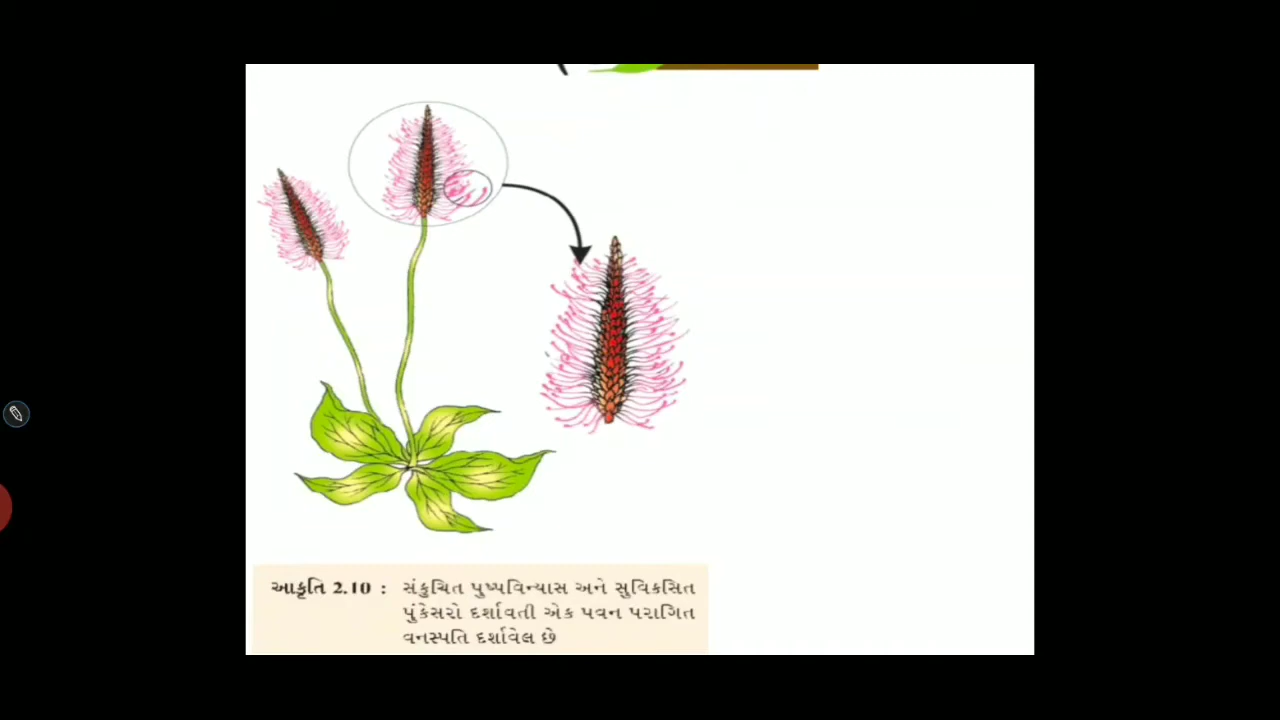 આકૃતિ 2.10 : સંકુચિત પુષ્પવિન્યાસ અને સુવિકસિત
પુંકેસરો દર્શાવતી એક પવન પરાગિત
વનસ્પતિ દર્શાવેલ છે